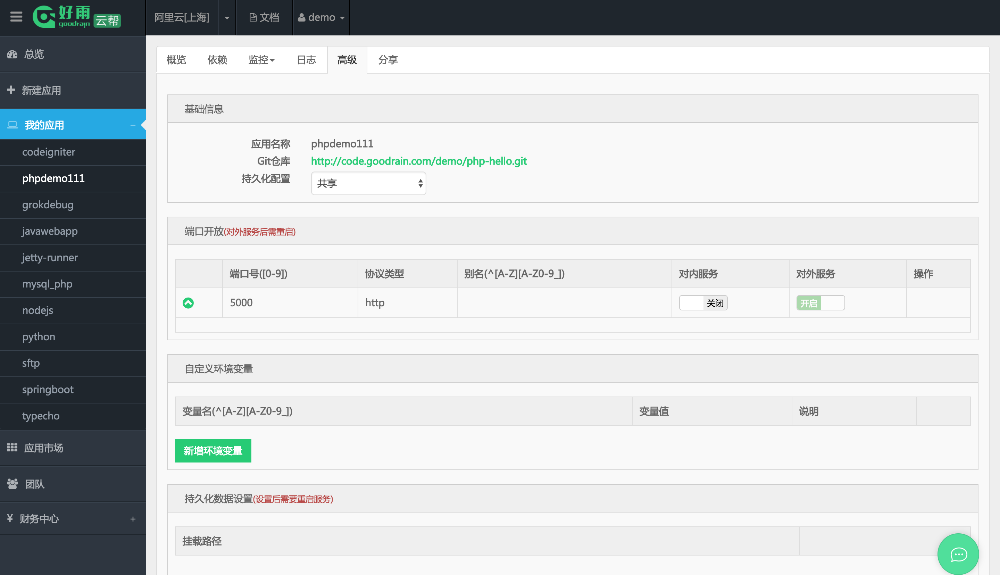 好雨 goodrain 云帮
阿里云[上海]
文档
demo
总览
新建应用
我的应用
codeigniter
phpdemo111
grokdebug
javawebapp
jetty-runner
mysql_php
nodejs
python
sftp
springboot
typecho
应用市场
团队
¥ 财务中心 +
概览 依赖 监控 日志 高级 分享
基础信息
应用名称 phpdemo111
Git仓库 http://code.goodrain.com/demo/php-hello.git
持久化配置 共享
端口开放(对外服务后需重启)
端口号([0-9]) 协议类型 别名(^[A-Z][A-Z0-9_]) 对内服务 对外服务 操作
5000 http 关闭 开启
自定义环境变量
变量名(^[A-Z][A-Z0-9_]) 变量值 说明
新增环境变量
持久化数据设置(设置后需要重启服务)
挂载路径